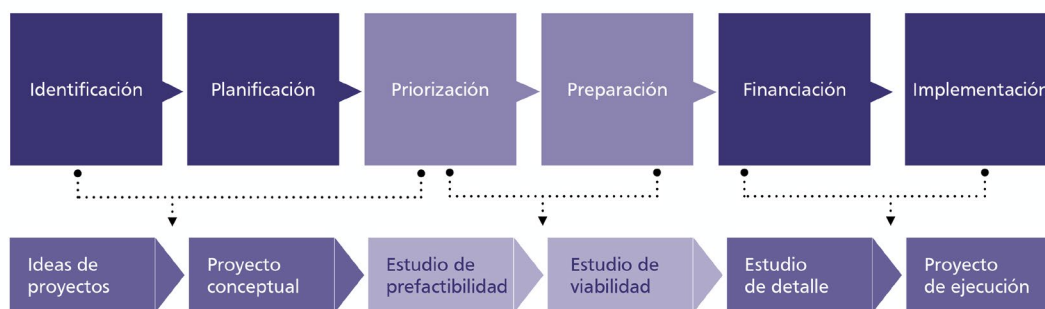 Identificación
Planificación
Priorización
Preparación
Financiación
Implementación
Ideas de
proyectos
Proyecto
conceptual
Estudio de
prefactibilidad
Estudio de
viabilidad
Estudio
de detalle
Proyecto
de ejecución